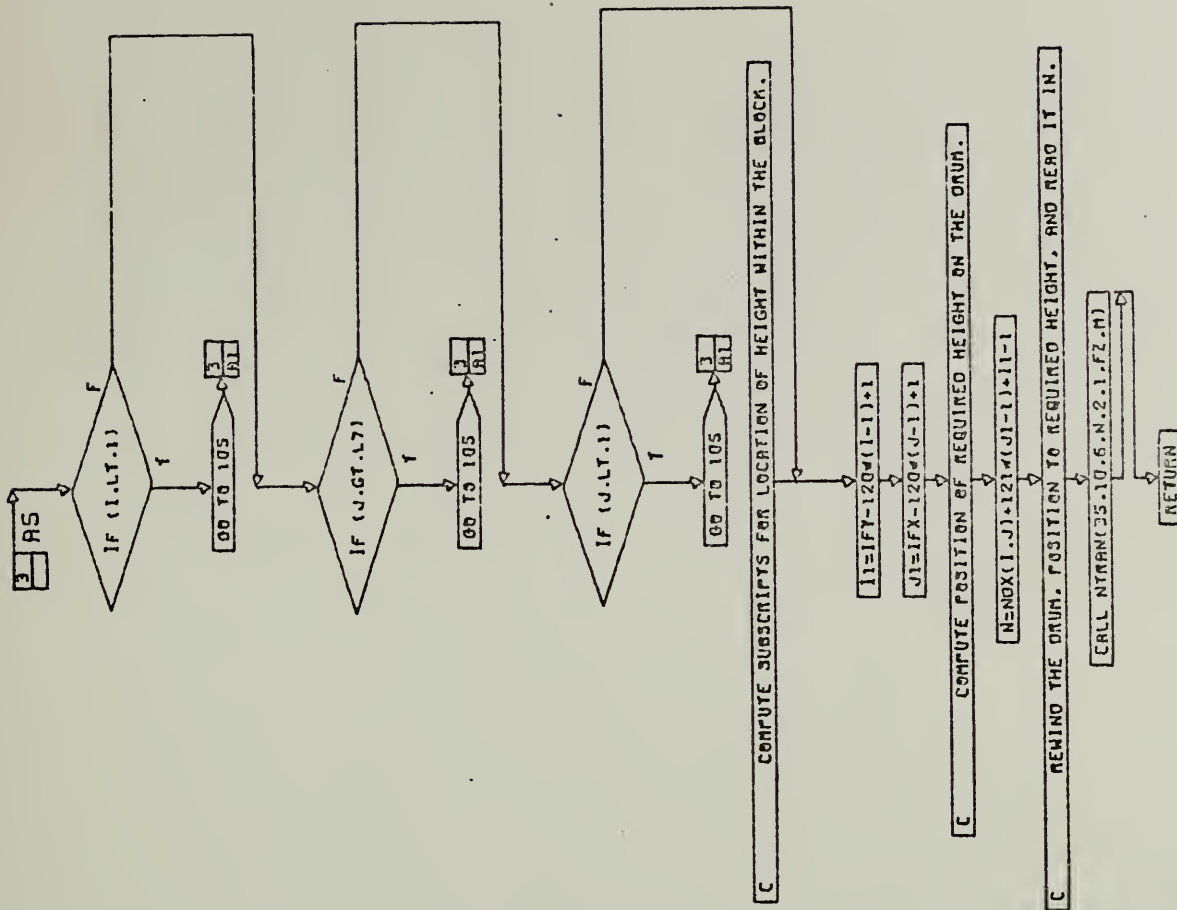 3 AS
IF (I.LT.1)
F
T
GO TO 105
3
A1
IF (J.GT.L7)
F
T
GO TO 105
3
A1
IF (J.LT.1)
F
T
GO TO 105
3
A1
C COMPUTE SUBSCRIPTS FOR LOCATION OF HEIGHT WITHIN THE BLOCK.
I1=IFY-120*(I-1)+1
J1=IFX-120*(J-1)+1
C COMPUTE POSITION OF REQUIRED HEIGHT ON THE DRUM.
N=NOX(I,J)+121*(J1-1)+I1-1
C REWIND THE DRUM, POSITION TO REQUIRED HEIGHT, AND READ IT IN.
CALL NTRAN(35,10,6,N,2,1,FZ,M)
RETURN